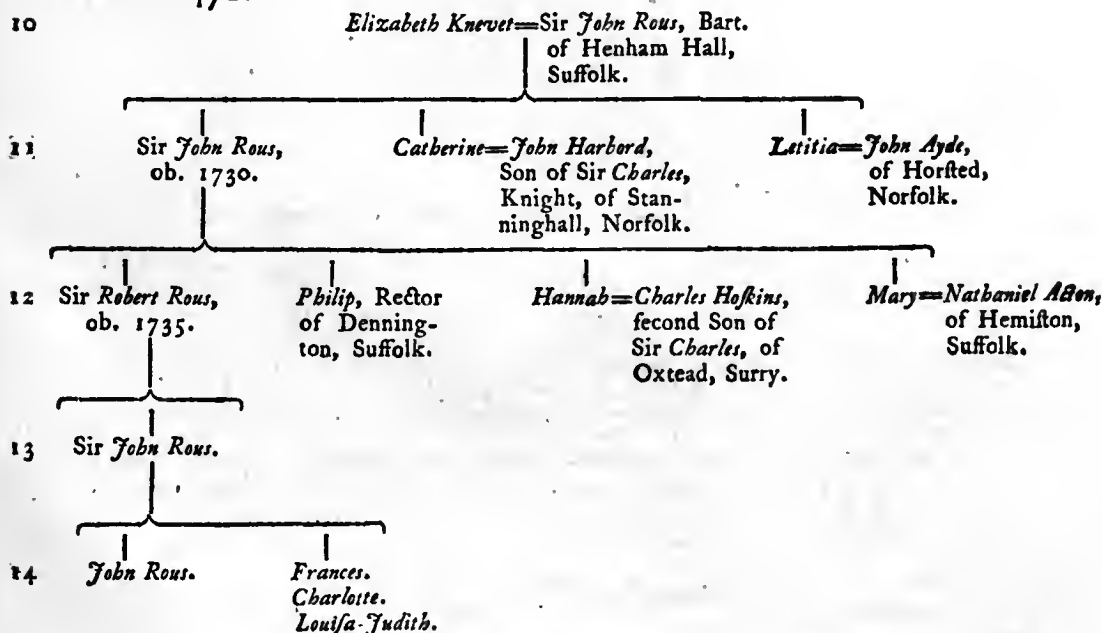 10 Elizabeth Knevet=Sir John Rous, Bart.
of Henham Hall,
Suffolk.
11 Sir John Rous, Catherine=John Harbord, Letitia=John Ayde,
ob. 1730. Son of Sir Charles, of Horſted,
Knight, of Stan- Norfolk.
ninghall, Norfolk.
12 Sir Robert Rous, Philip, Rector Hannah=Charles Hoſkins, Mary=Nathaniel Acton,
ob. 1735. of Denning- ſecond Son of of Hemiſton,
ton, Suffolk. Sir Charles, of Suffolk.
Oxtead, Surry.
13 Sir John Rous.
14 John Rous. Frances.
Charlotte.
Louiſa-Judith.